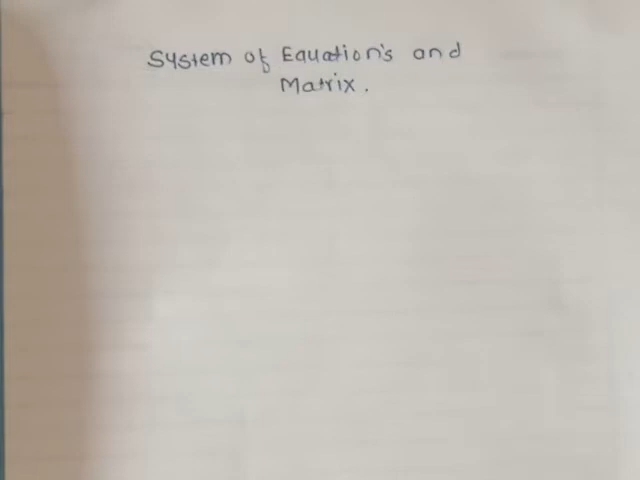 System of Equation's and
Matrix.